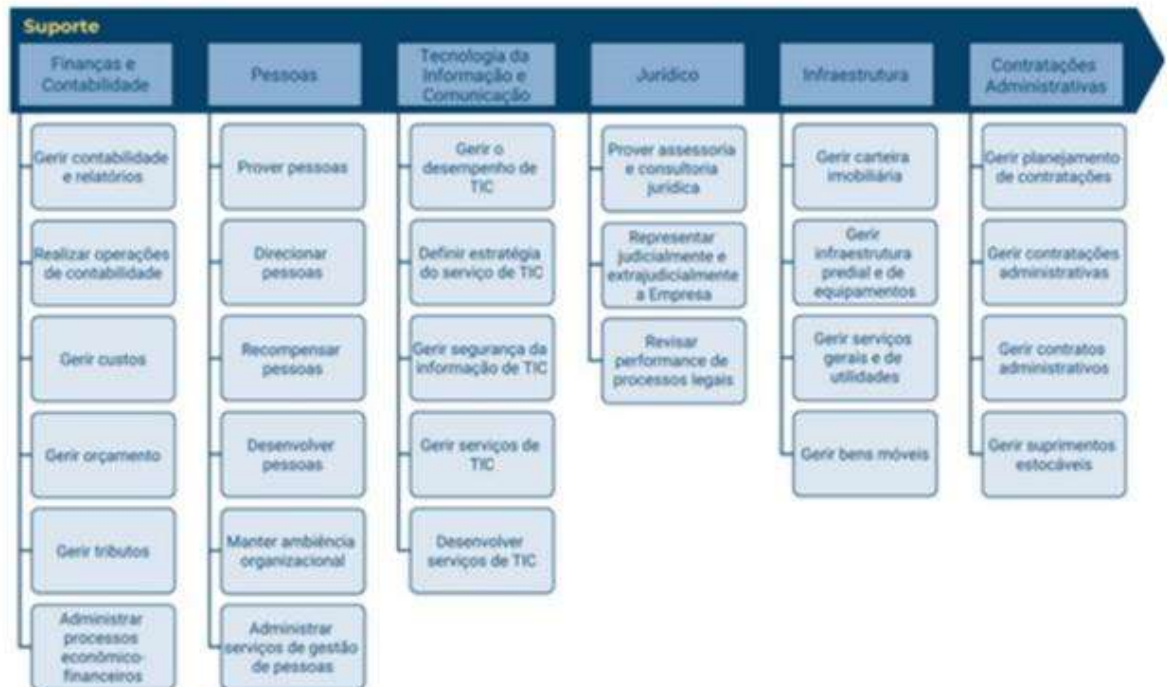 Suporte
Finanças e
Contabilidade
Gerir contabilidade
e relatórios
Realizar operações
de contabilidade
Gerir custos
Gerir orçamento
Gerir tributos
Administrar
processos
econômico-
financeiros
Pessoas
Prover pessoas
Direcionar
pessoas
Recompensar
pessoas
Desenvolver
pessoas
Manter ambiência
organizacional
Administrar
serviços de gestão
de pessoas
Tecnologia da
Informação e
Comunicação
Gerir o
desempenho de
TIC
Definir estratégia
do serviço de TIC
Gerir segurança da
informação de TIC
Gerir serviços de
TIC
Desenvolver
serviços de TIC
Jurídico
Prover assessoria
e consultoria
jurídica
Representar
judicialmente e
extrajudicialmente
a Empresa
Revisar
performance de
processos legais
Infraestrutura
Gerir carteira
imobiliária
Gerir
infraestrutura
predial e de
equipamentos
Gerir serviços
gerais e de
utilidades
Gerir bens móveis
Contratações
Administrativas
Gerir planejamento
de contratações
Gerir contratações
administrativas
Gerir contratos
administrativos
Gerir suprimentos
estocáveis